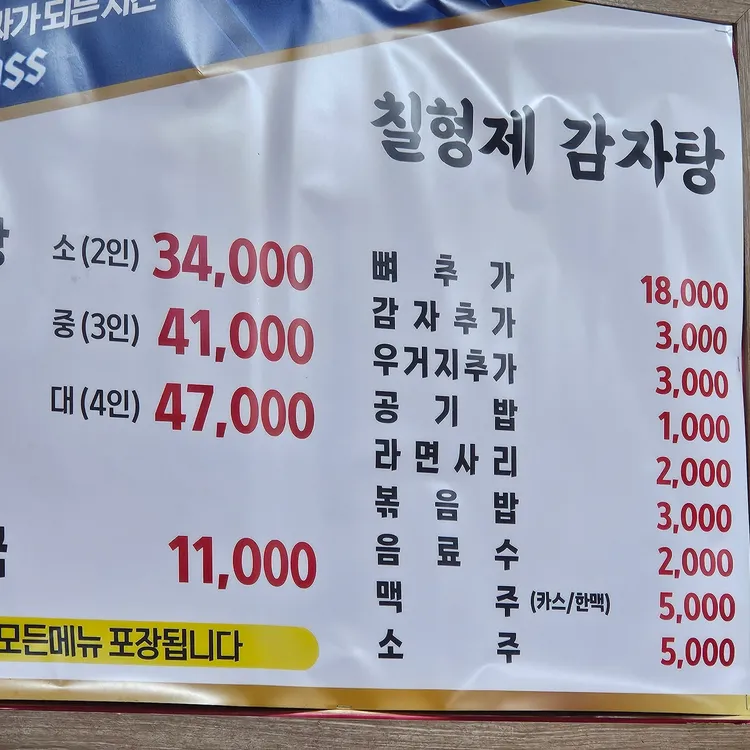 되는 시간
칠형제 감자탕
소(2인) 34,000
중(3인) 41,000
대(4인) 47,000
11,000
모든메뉴 포장됩니다
뼈 추 가 18,000
감 자 추 가 3,000
우거지추가 3,000
공 기 밥 1,000
라 면 사 리 2,000
볶 음 밥 3,000
음 료 수 2,000
맥 주 (카스/한맥) 5,000
소 주 5,000